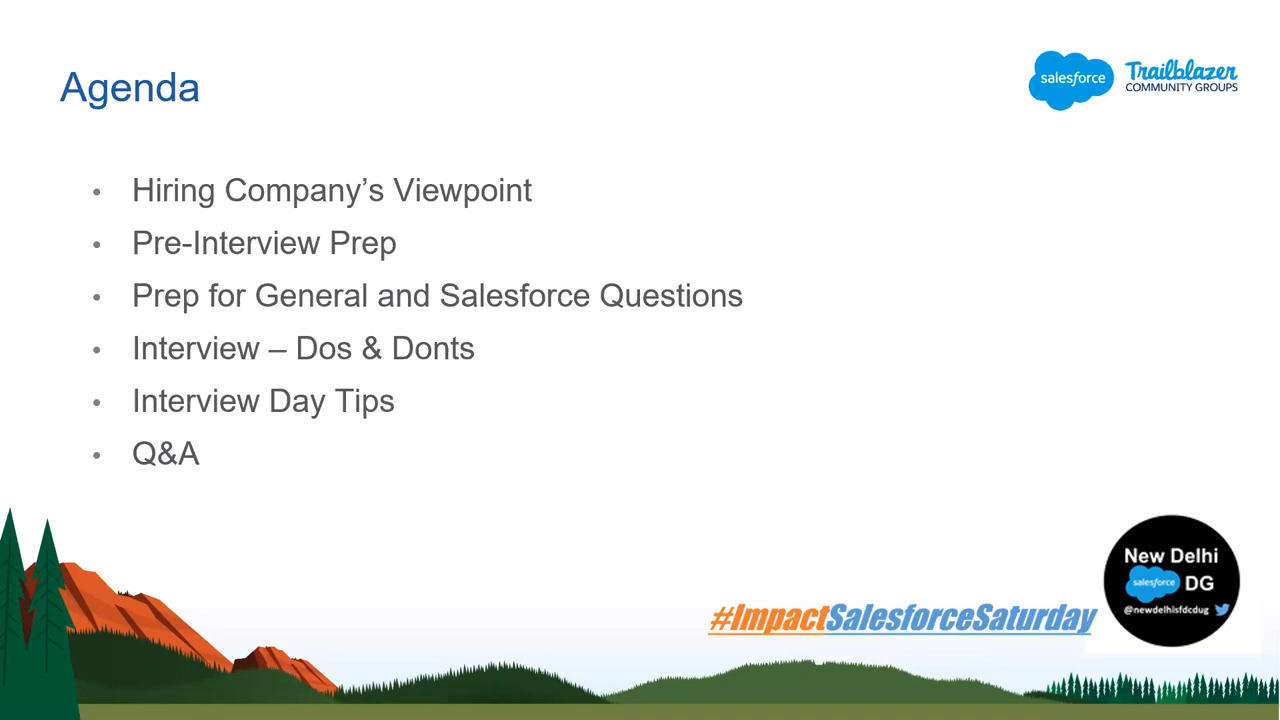 Agenda
salesforce
Trailblazer
COMMUNITY GROUPS
• Hiring Company’s Viewpoint
• Pre-Interview Prep
• Prep for General and Salesforce Questions
• Interview – Dos & Donts
• Interview Day Tips
• Q&A
#ImpactSalesforceSaturday
New Delhi
salesforce DG
@newdelhisfdcdug